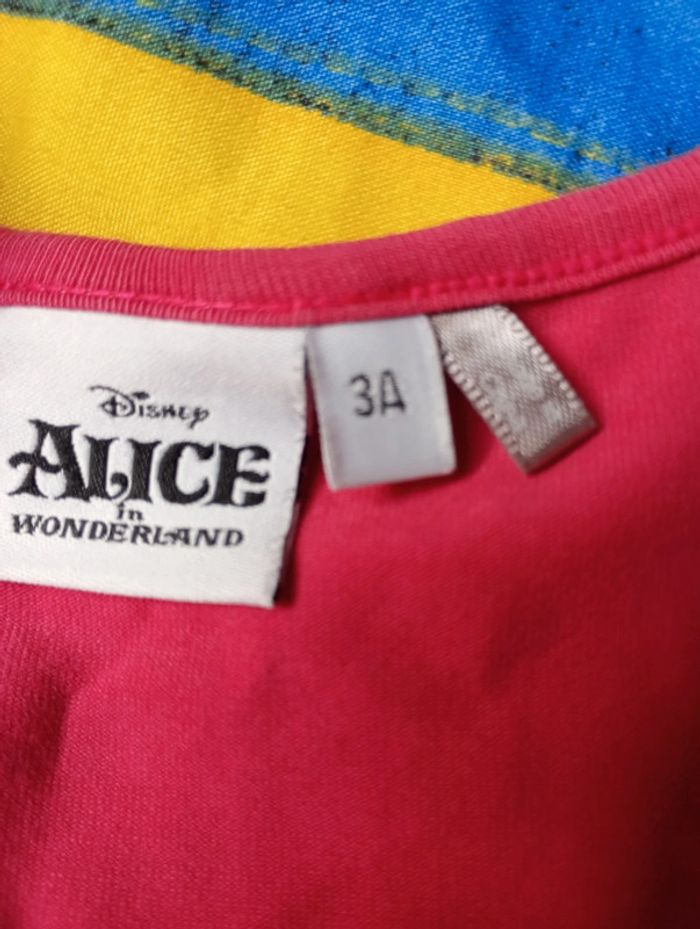 Disney
ALICE
in
WONDERLAND
3A